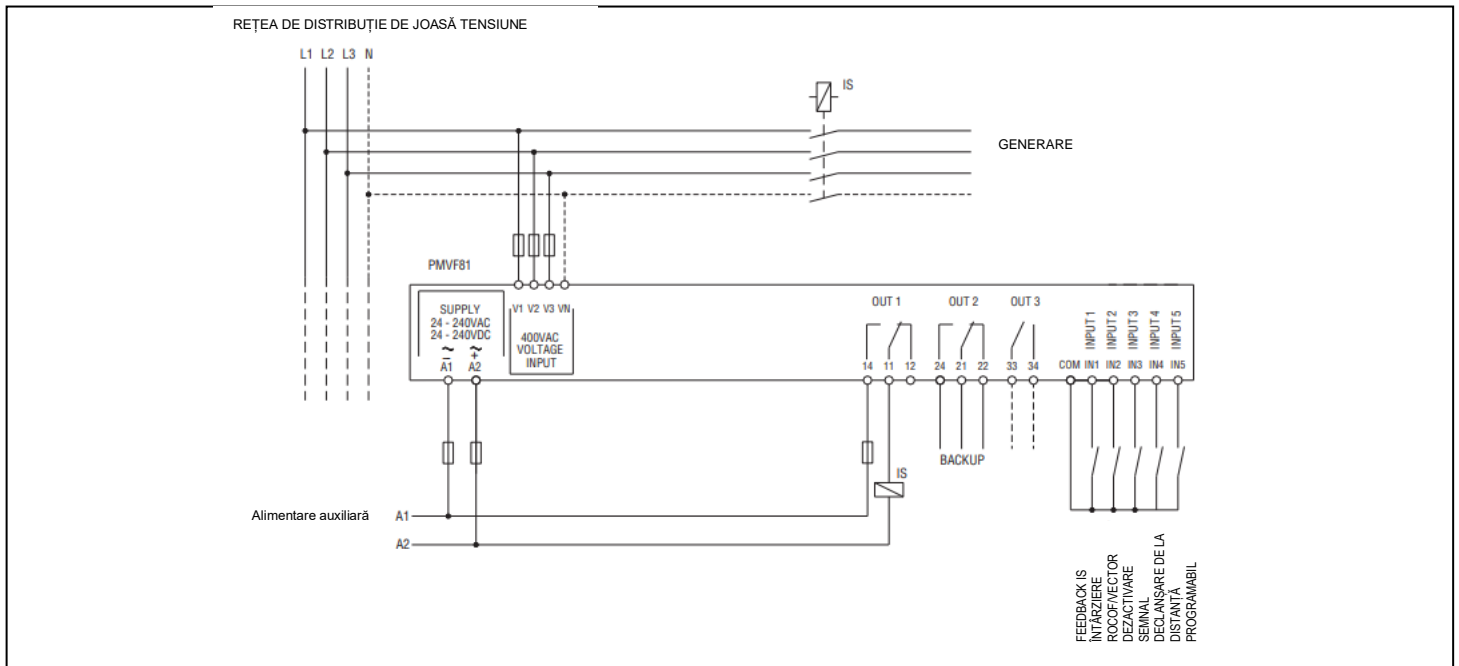 REȚEA DE DISTRIBUȚIE DE JOASĂ TENSIUNE
L1 L2 L3 N
IS
GENERARE
PMVF81
SUPPLY
24 - 240VAC
24 - 240VDC
~ ~
− +
A1 A2
V1 V2 V3 VN
400VAC
VOLTAGE
INPUT
OUT 1
14 11 12
OUT 2
24 21 22
OUT 3
33 34
INPUT 1
INPUT 2
INPUT 3
INPUT 4
INPUT 5
COM IN1 IN2 IN3 IN4 IN5
BACKUP
IS
Alimentare auxiliară
A1
A2
FEEDBACK IS
ÎNTÂRZIERE
ROCOF/VECTOR
DEZACTIVARE
SEMNAL
DECLANȘARE DE LA
DISTANȚĂ
PROGRAMABIL